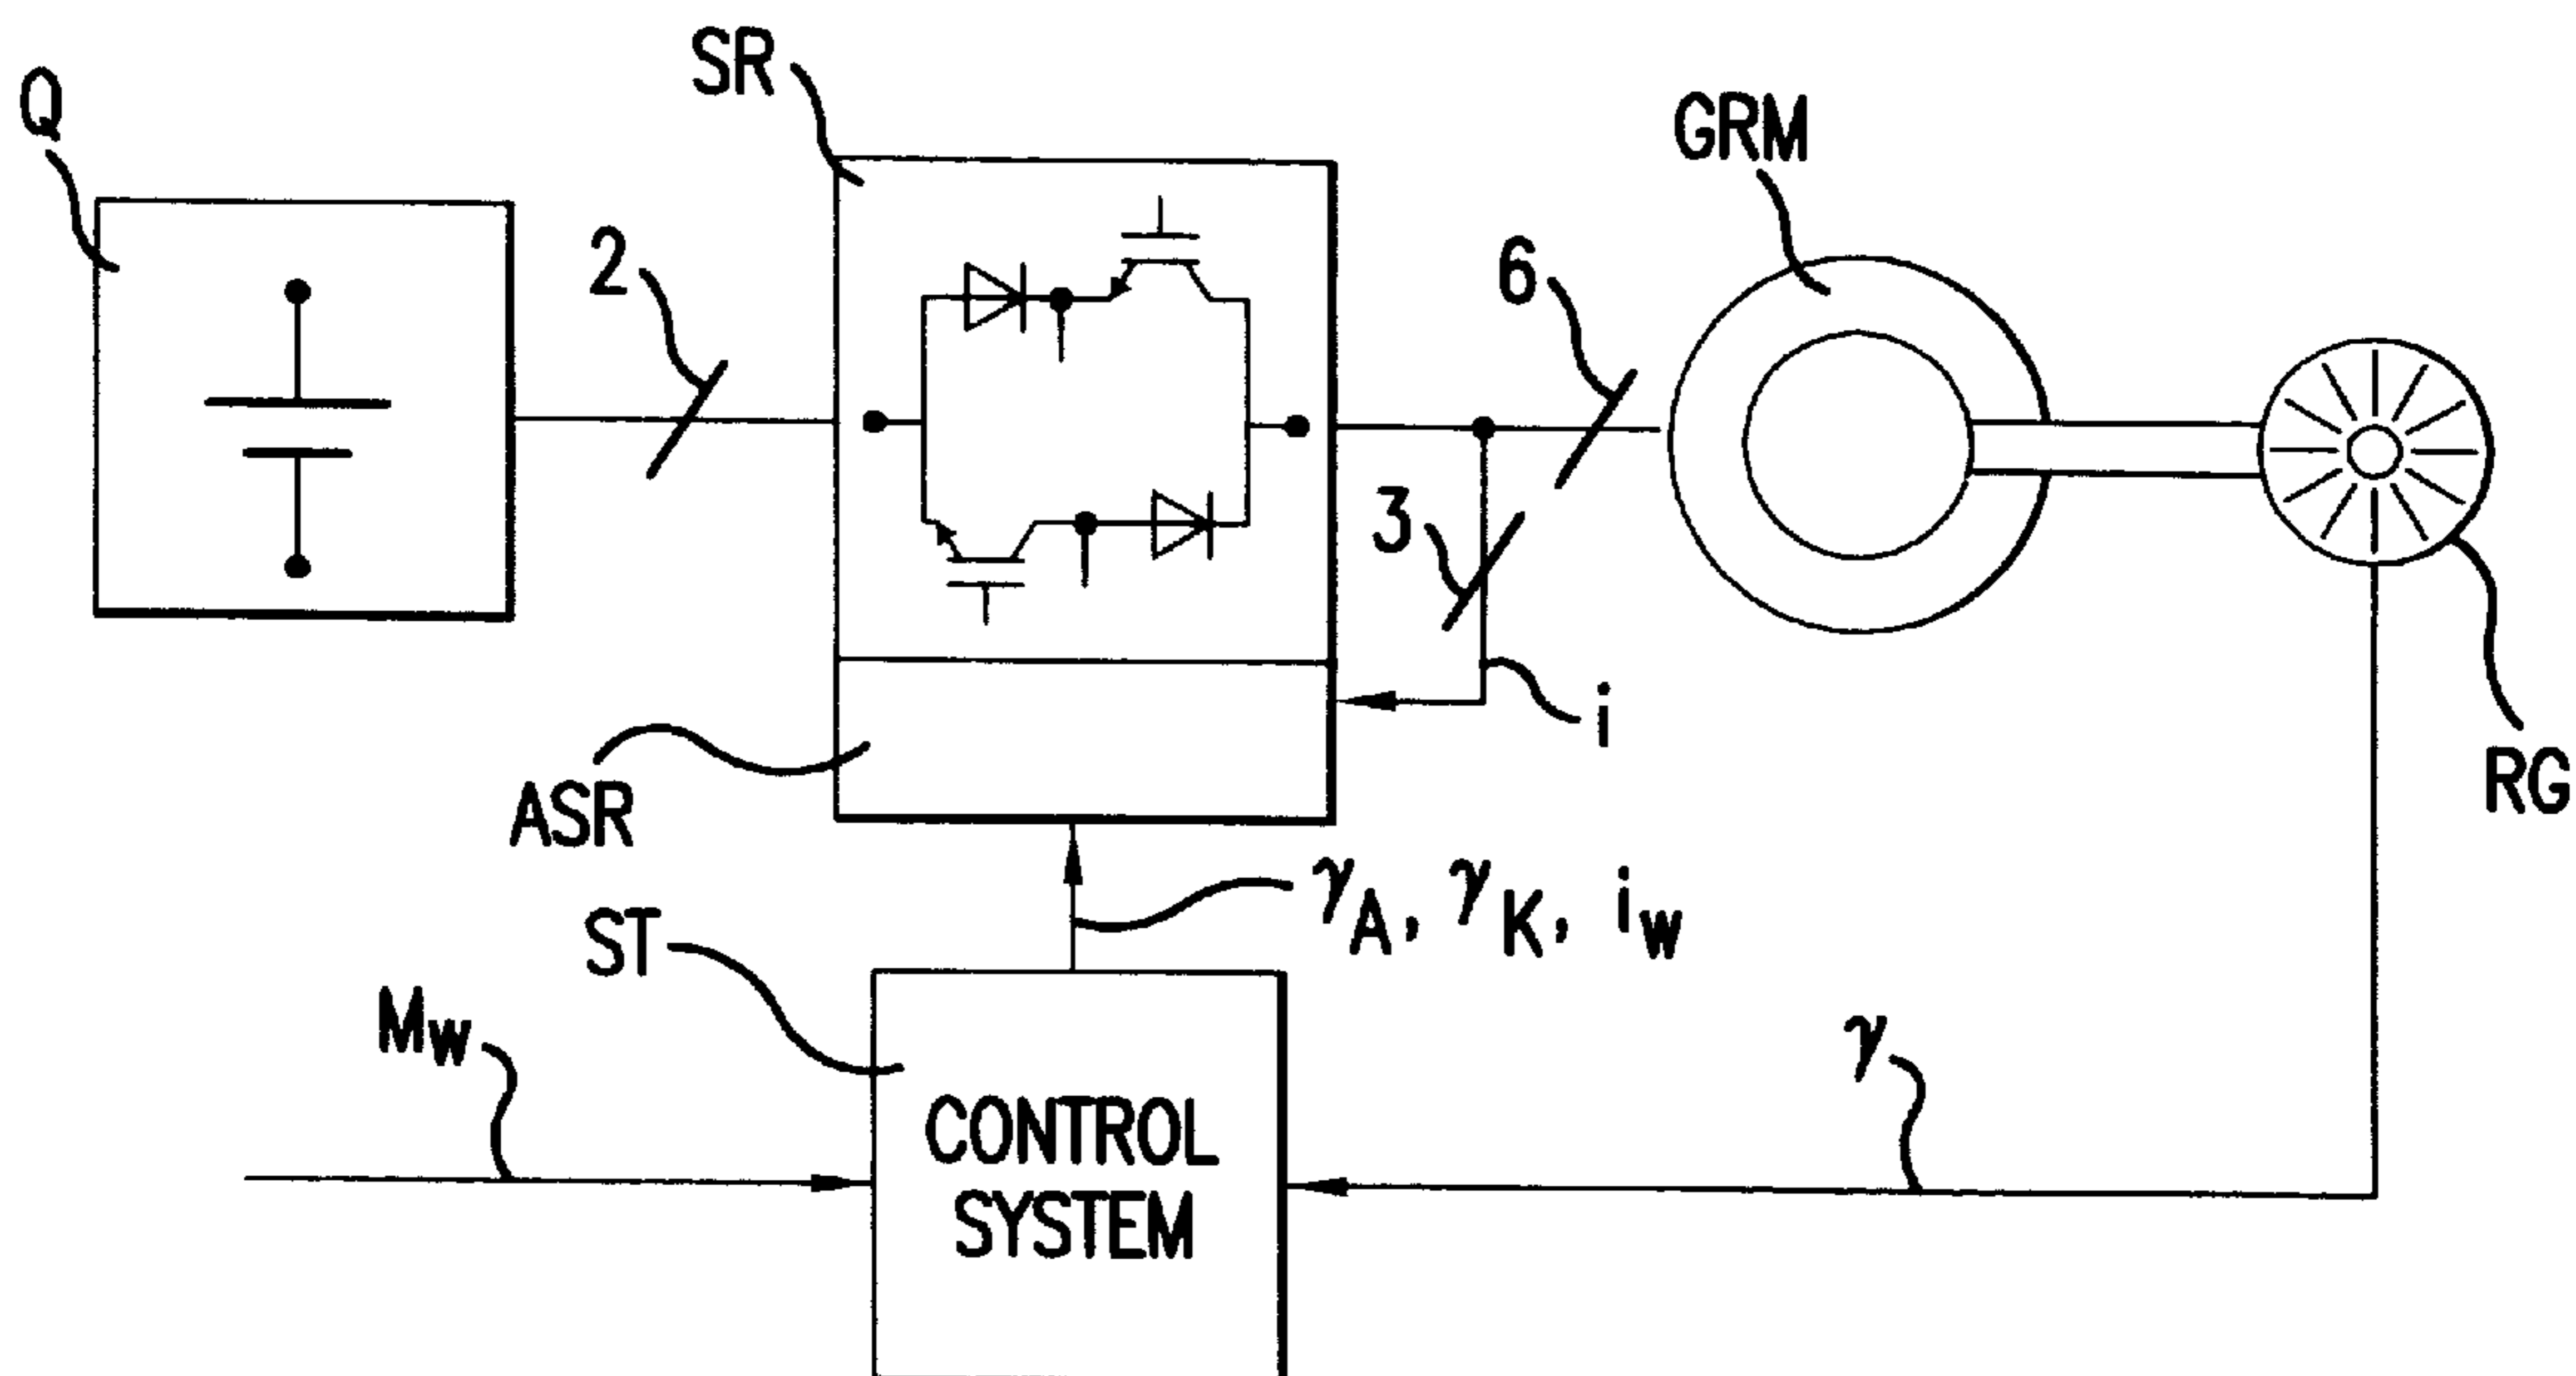 SR
Q
GRM
2
6
3
i
RG
ASR
γA, γK, iW
ST
MW
γ
CONTROL
SYSTEM